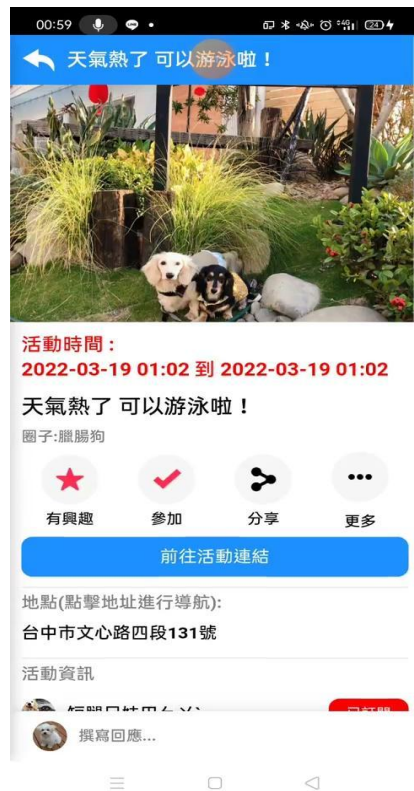 00:59
24
天氣熱了 可以游泳啦！
活動時間 :
2022-03-19 01:02 到 2022-03-19 01:02
天氣熱了 可以游泳啦！
圈子:臘腸狗
有興趣 參加 分享 更多
前往活動連結
地點(點擊地址進行導航):
台中市文心路四段131號
活動資訊
撰寫回應...